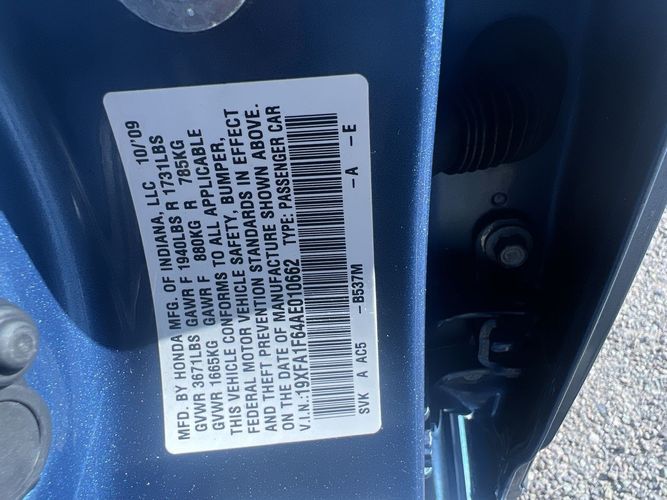 MFD. BY HONDA MFG. OF INDIANA, LLC 10/'09
GVWR 3671LBS GAWR F 1940LBS R 1731LBS
GVWR 1665KG GAWR F 880KG R 785KG
THIS VEHICLE CONFORMS TO ALL APPLICABLE
FEDERAL MOTOR VEHICLE SAFETY, BUMPER,
AND THEFT PREVENTION STANDARDS IN EFFECT
ON THE DATE OF MANUFACTURE SHOWN ABOVE.
V.I.N.:19XFA1F64AE010662 TYPE: PASSENGER CAR
SVK A AC5 -B537M -A -E